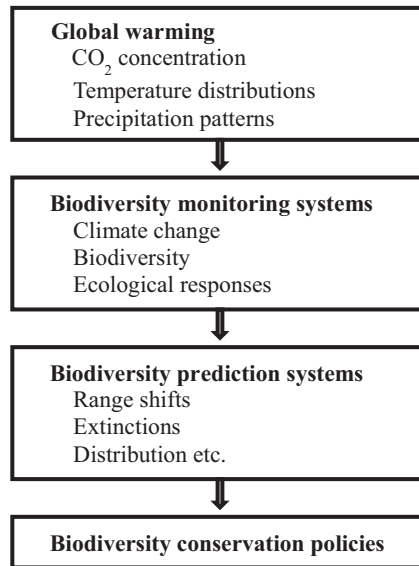 Global warming
CO₂ concentration
Temperature distributions
Precipitation patterns
Biodiversity monitoring systems
Climate change
Biodiversity
Ecological responses
Biodiversity prediction systems
Range shifts
Extinctions
Distribution etc.
Biodiversity conservation policies